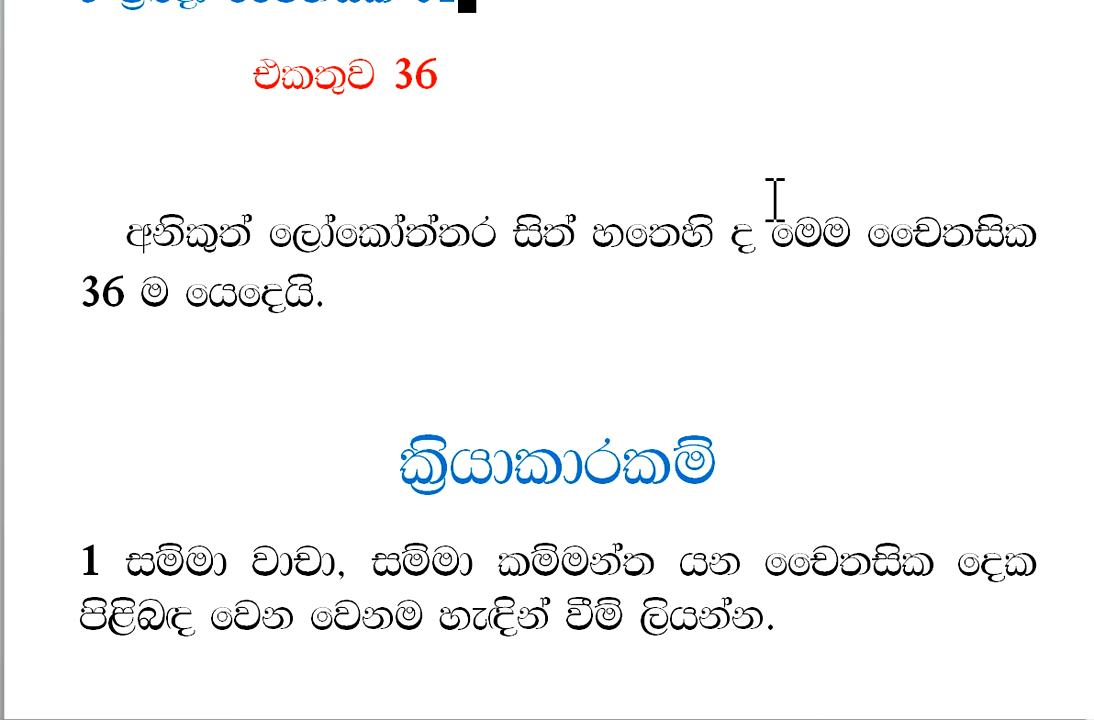 එකතුව 36
අනිකුත් ලෝකෝත්තර සිත් හතෙහි ද මෙම චෛතසික
36 ම යෙදෙයි.
ක්‍රියාකාරකම්
1 සම්මා වාචා, සම්මා කම්මන්ත යන චෛතසික දෙක
පිළිබඳ වෙන වෙනම හැඳින් වීම් ලියන්න.